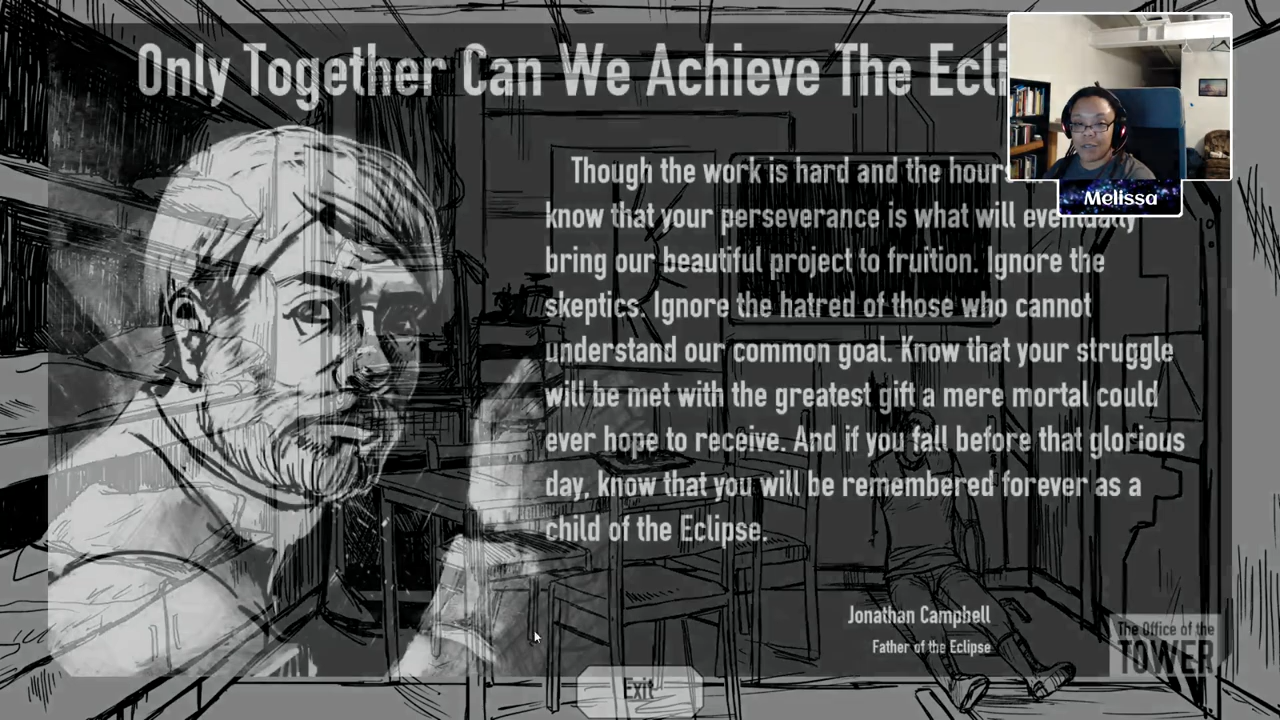 Only Together Can We Achieve The Ecli
Melissa
Though the work is hard and the hours
know that your perseverance is what will eventually
bring our beautiful project to fruition. Ignore the
skeptics. Ignore the hatred of those who cannot
understand our common goal. Know that your struggle
will be met with the greatest gift a mere mortal could
ever hope to receive. And if you fall before that glorious
day, know that you will be remembered forever as a
child of the Eclipse.
Jonathan Campbell
Father of the Eclipse
The Office of the
TOWER
Exit